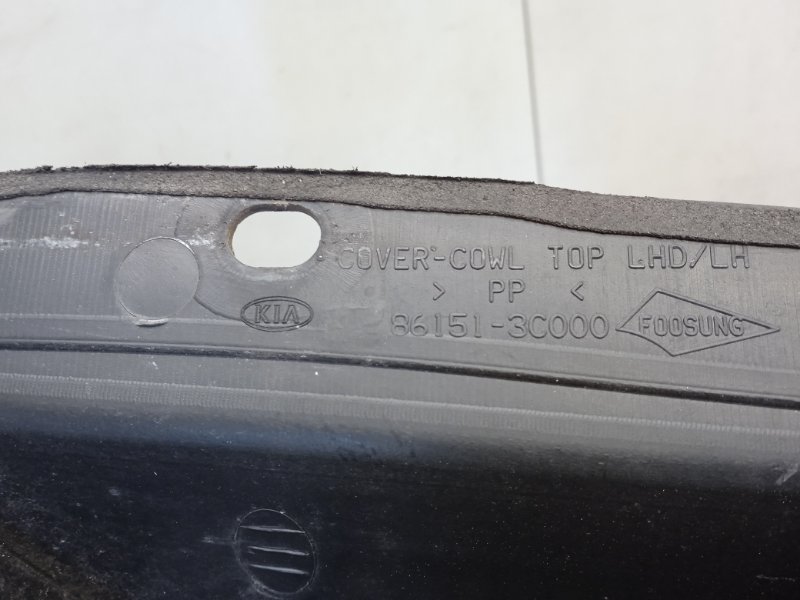 COVER-COWL TOP LHD/LH
> PP <
KIA
86151-3C000
FOOSUNG